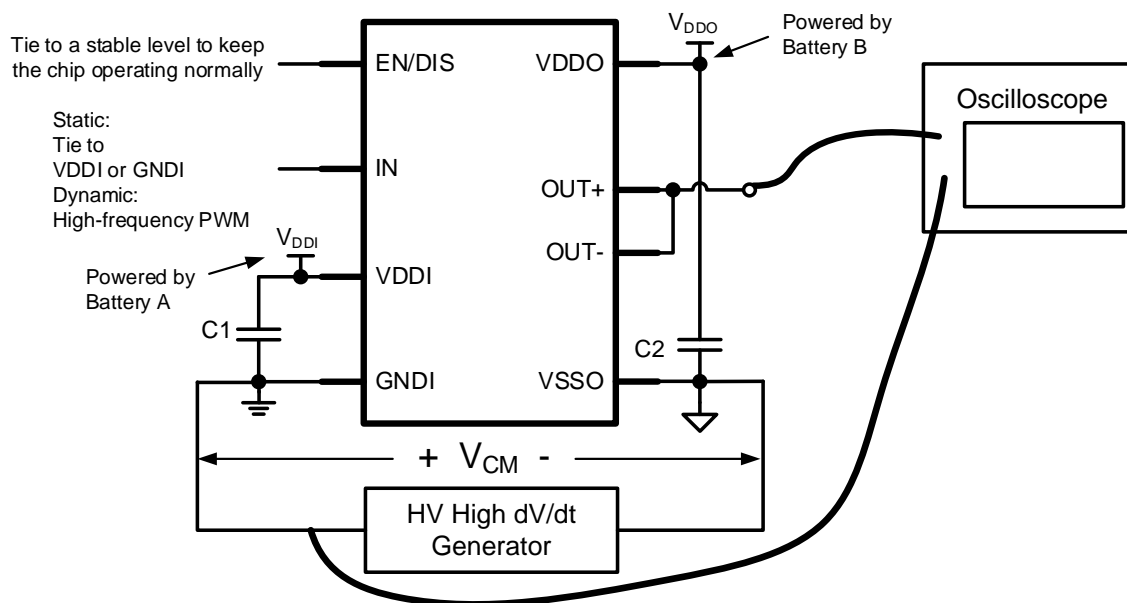 Tie to a stable level to keep
the chip operating normally
Static:
Tie to
VDDI or GNDI
Dynamic:
High-frequency PWM
VDDI
Powered by
Battery A
C1
EN/DIS
IN
VDDI
GNDI
VDDO
OUT+
OUT-
VSSO
VDDO
Powered by
Battery B
C2
Oscilloscope
+ VCM -
HV High dV/dt
Generator